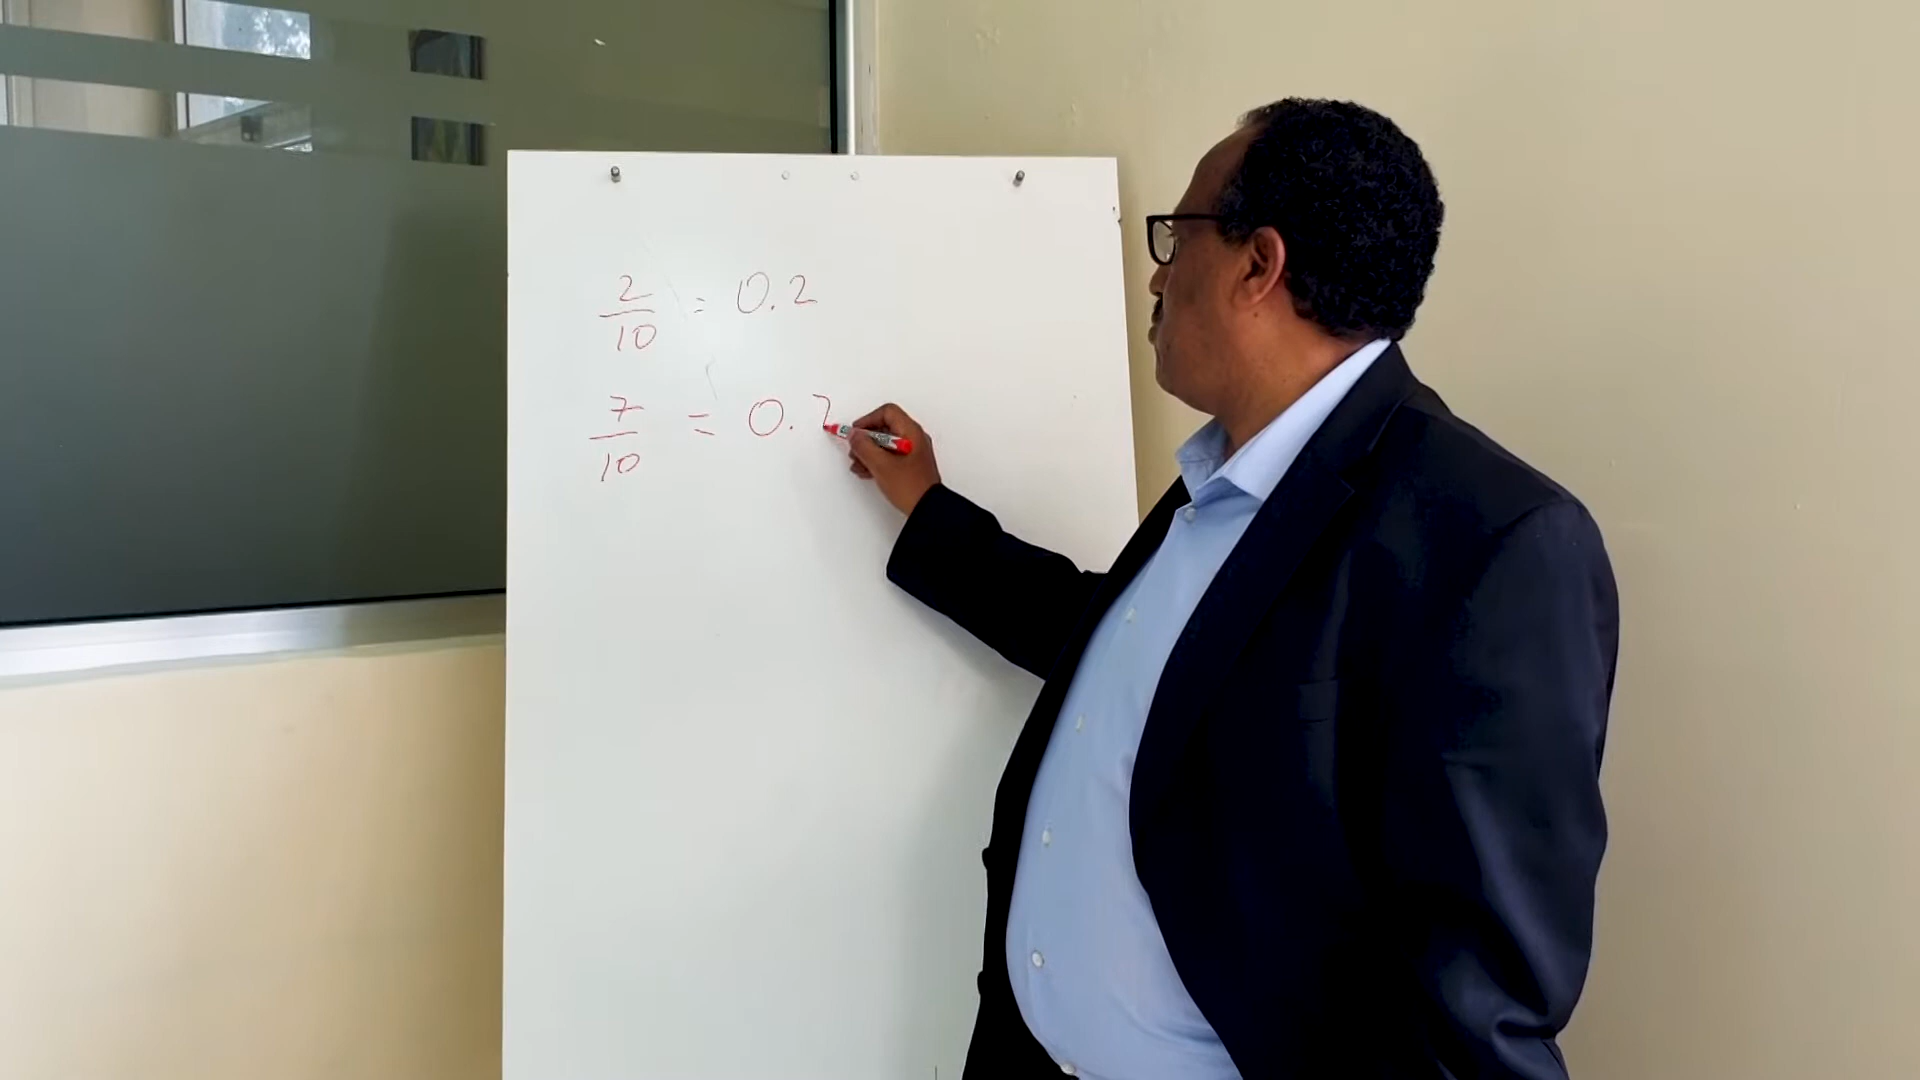 2/10 = 0.2
7/10 = 0.7